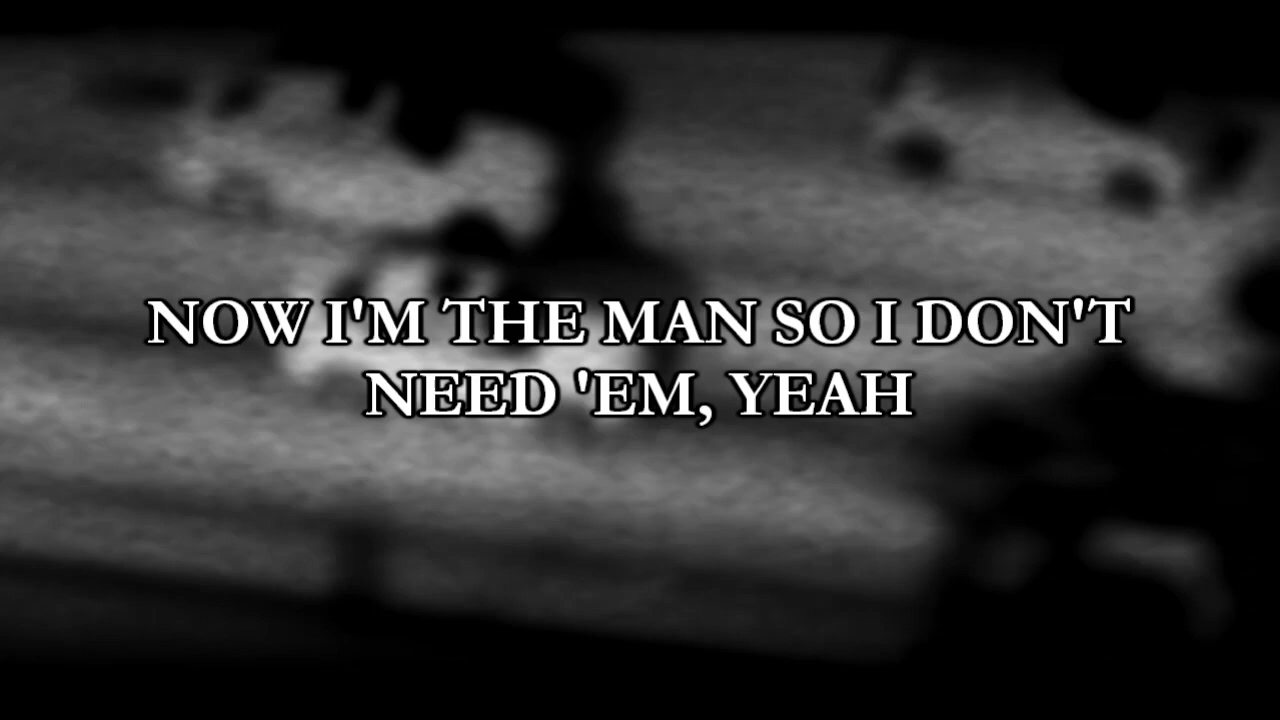 NOW I'M THE MAN SO I DON'T
NEED 'EM, YEAH